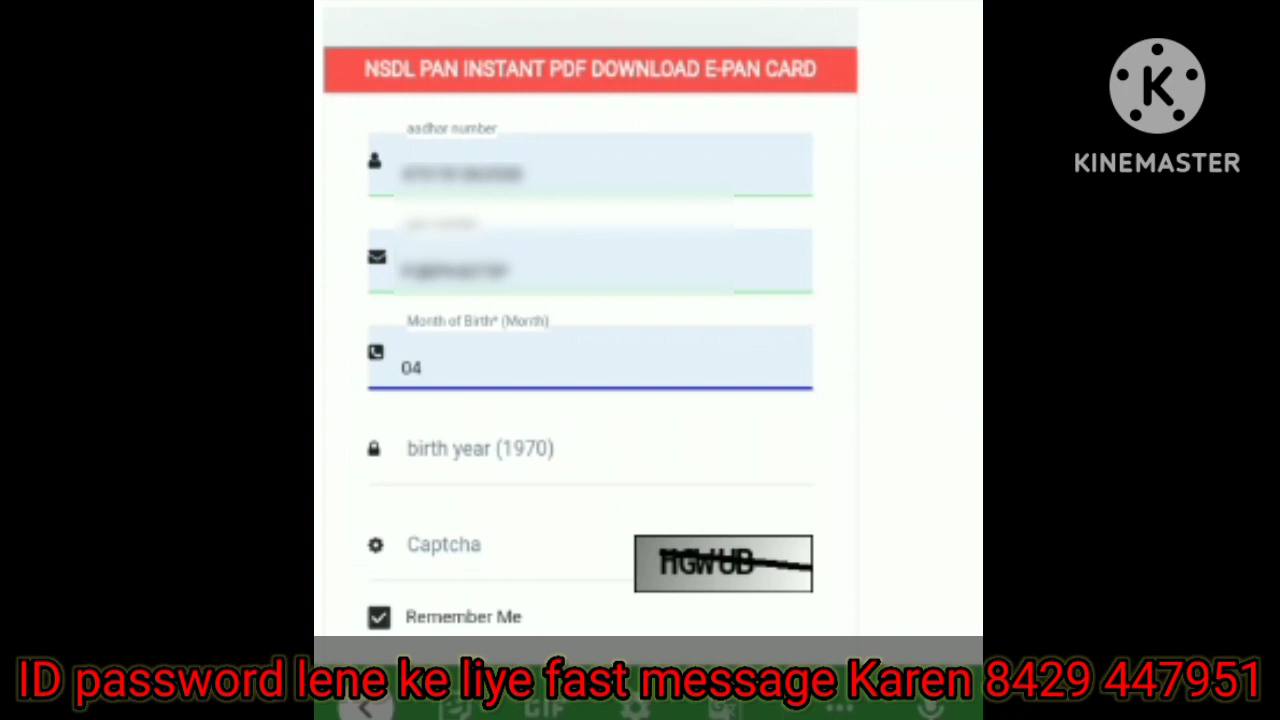 NSDL PAN INSTANT PDF DOWNLOAD E-PAN CARD
KINEMASTER
aadhar number
Month of Birth* (Month)
04
birth year (1970)
Captcha
Remember Me
ID password lene ke liye fast message Karen 8429 447951
GIF